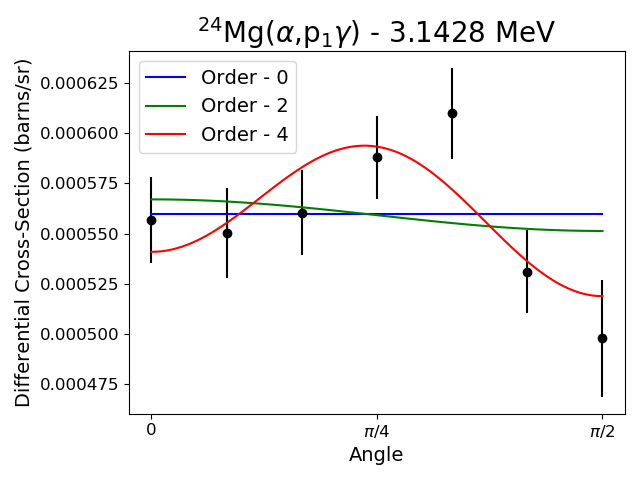 ²⁴Mg(α,p₁γ) - 3.1428 MeV
Differential Cross-Section (barns/sr)
0.000625
0.000600
0.000575
0.000550
0.000525
0.000500
0.000475
Order - 0
Order - 2
Order - 4
0
π/4
π/2
Angle